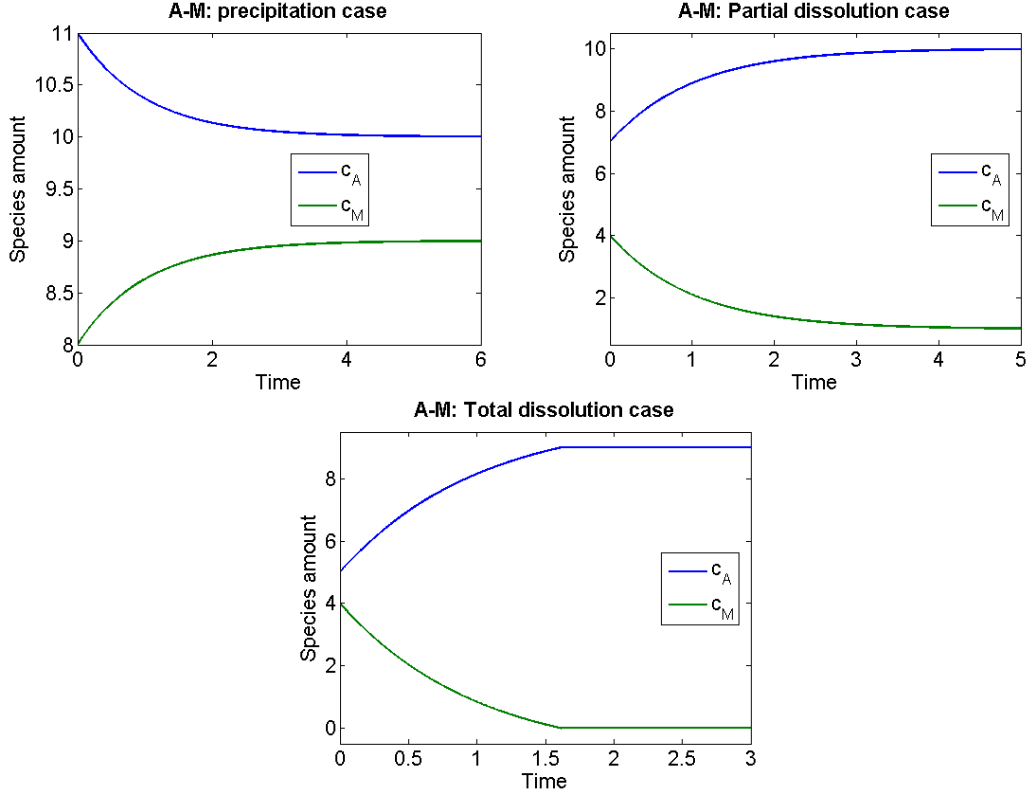 A-M: precipitation case
Species amount
11
10.5
10
9.5
9
8.5
8
0
2
4
6
Time
c_A
c_M
A-M: Partial dissolution case
Species amount
10
8
6
4
2
0
1
2
3
4
5
Time
c_A
c_M
A-M: Total dissolution case
Species amount
8
6
4
2
0
0
0.5
1
1.5
2
2.5
3
Time
c_A
c_M